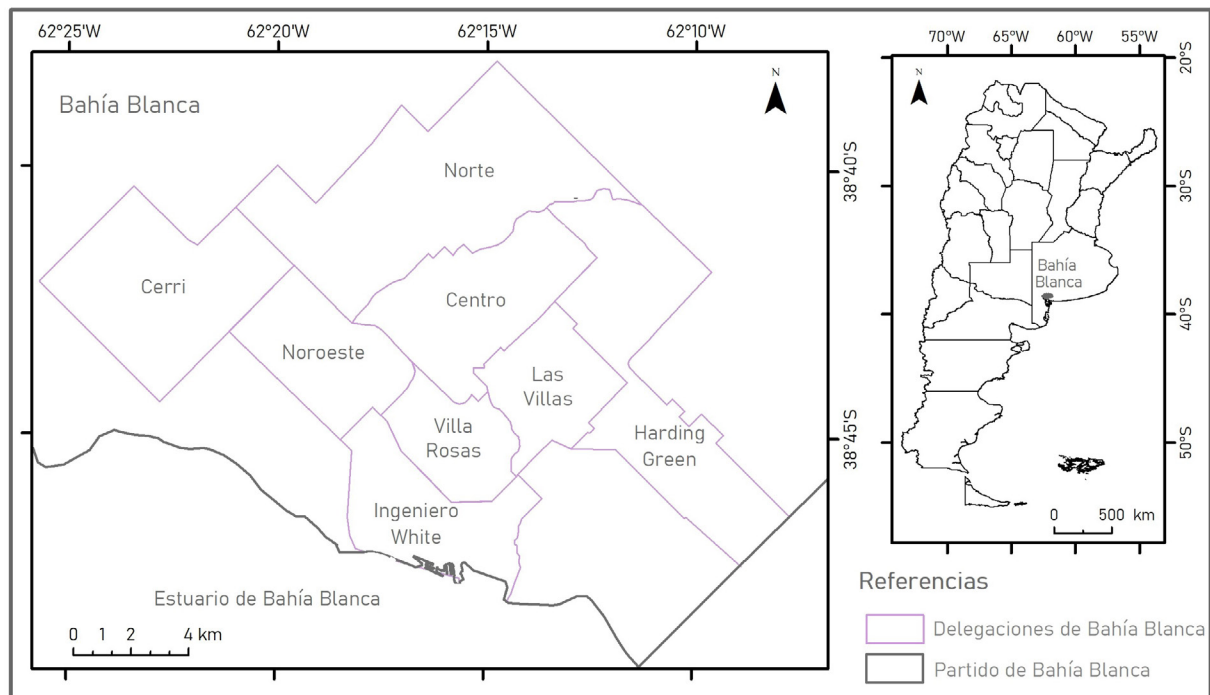 62°25'W 62°20'W 62°15'W 62°10'W
Bahía Blanca
N
Norte
38°40'S
Cerri
Centro
Noroeste
Las
Villas
Villa
Rosas
Harding
Green
38°45'S
Ingeniero
White
Estuario de Bahía Blanca
0 1 2 4 km
70°W 65°W 60°W 55°W
20°S
N
30°S
Bahía
Blanca
40°S
50°S
0 500 km
Referencias
Delegaciones de Bahía Blanca
Partido de Bahía Blanca